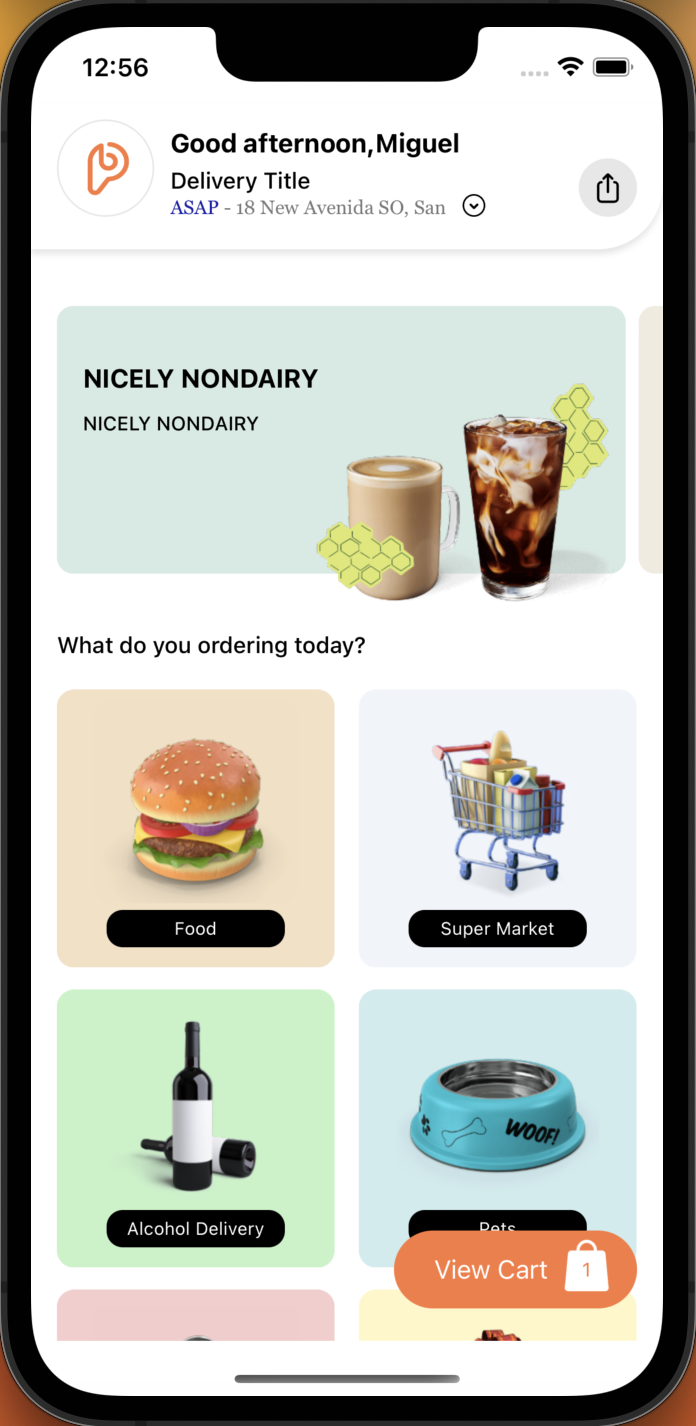 12:56
Good afternoon,Miguel
Delivery Title
ASAP - 18 New Avenida SO, San
NICELY NONDAIRY
NICELY NONDAIRY
What do you ordering today?
Food
Super Market
WOOF!
Alcohol Delivery
Pets
View Cart 1